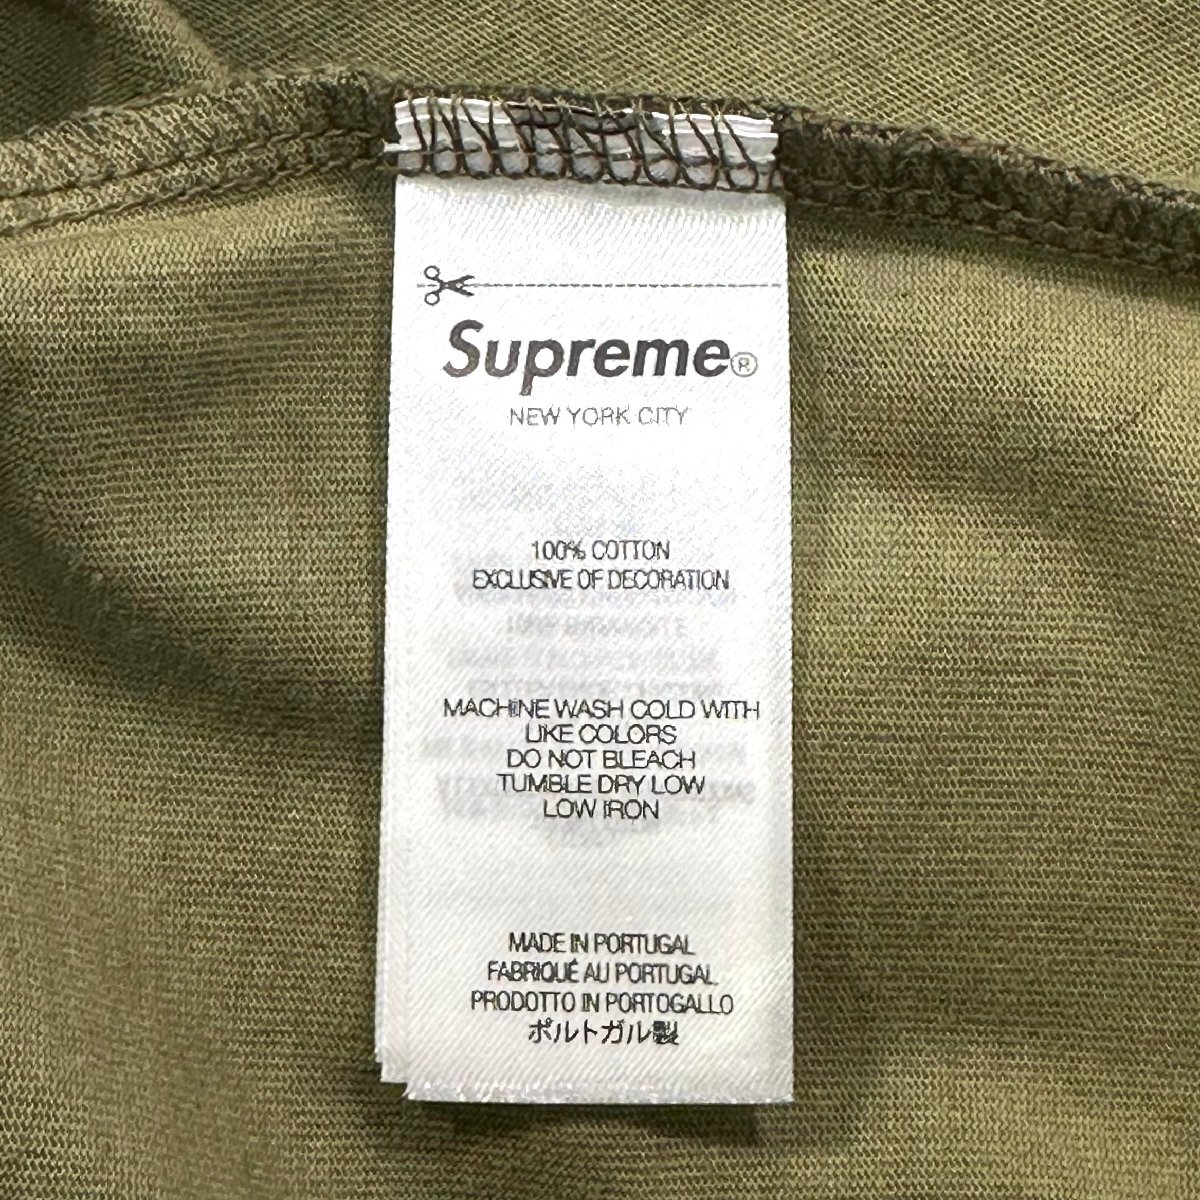 Supreme®
NEW YORK CITY
100% COTTON
EXCLUSIVE OF DECORATION
MACHINE WASH COLD WITH
LIKE COLORS
DO NOT BLEACH
TUMBLE DRY LOW
LOW IRON
MADE IN PORTUGAL
FABRIQUÉ AU PORTUGAL
PRODOTTO IN PORTOGALLO
ポルトガル製